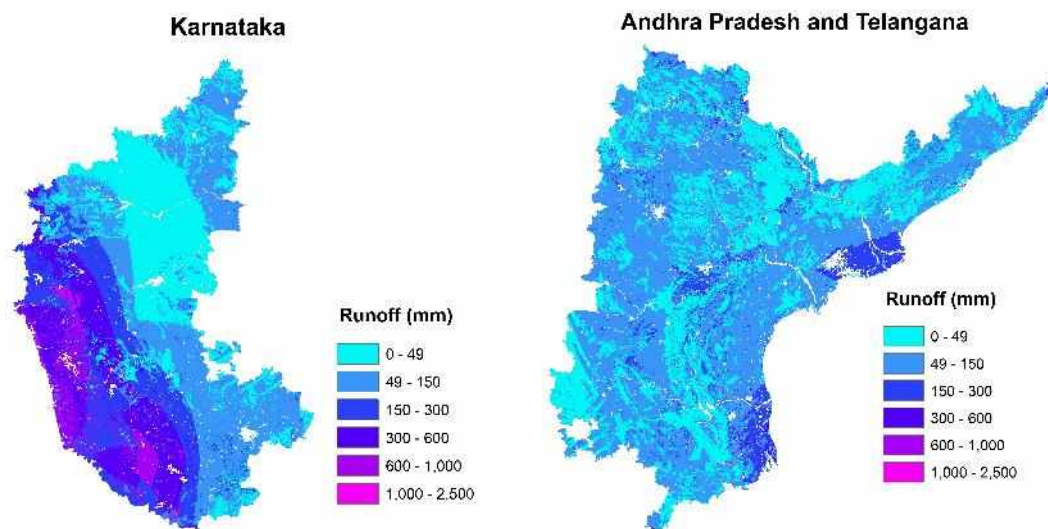 Karnataka
Runoff (mm)
0 - 49
49 - 150
150 - 300
300 - 600
600 - 1,000
1,000 - 2,500
Andhra Pradesh and Telangana
Runoff (mm)
0 - 49
49 - 150
150 - 300
300 - 600
600 - 1,000
1,000 - 2,500